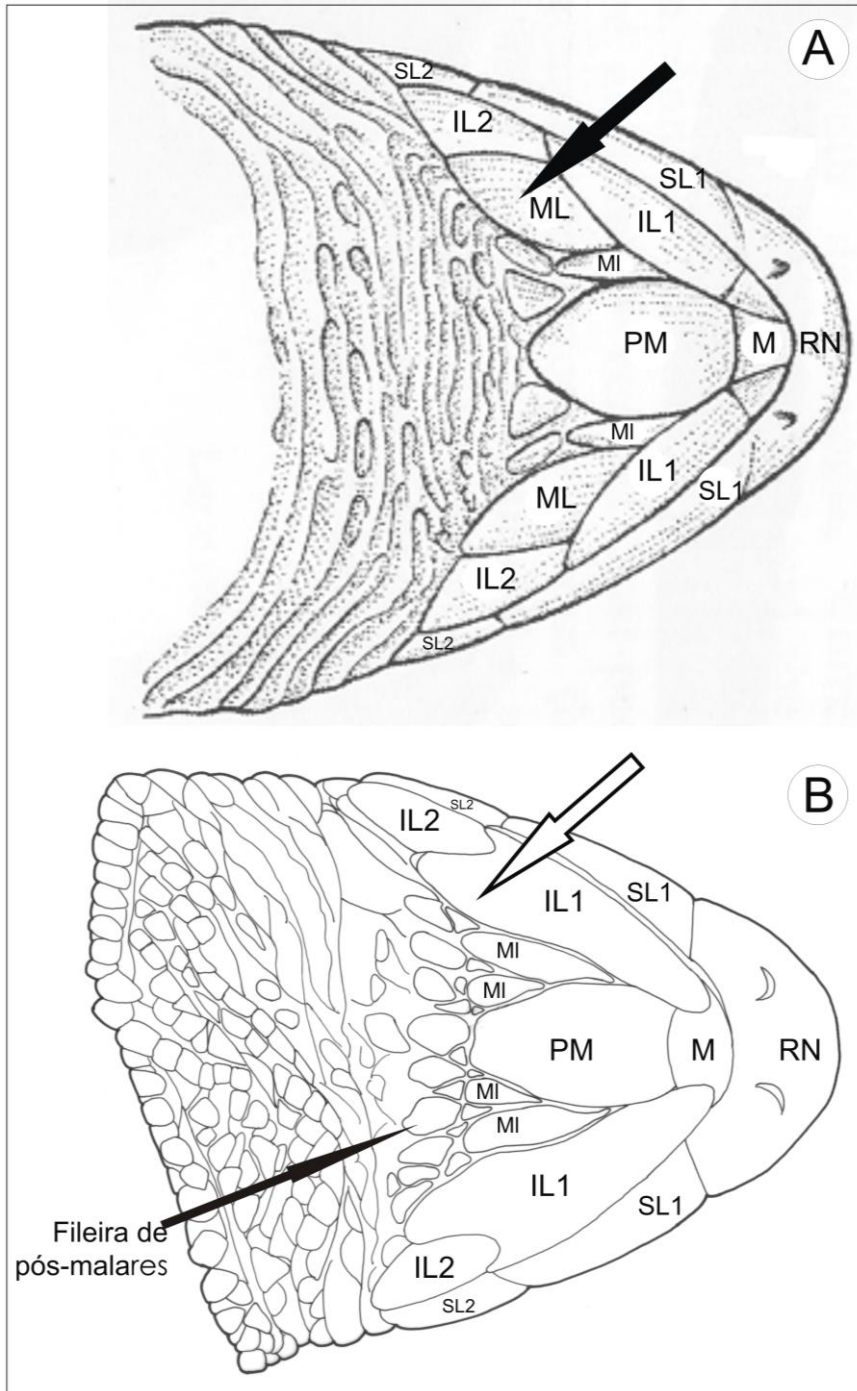 A
SL2
IL2
SL1
ML
IL1
MI
PM
M
RN
MI
IL1
ML
SL1
IL2
SL2
B
SL2
IL2
SL1
IL1
MI
MI
PM
M
RN
MI
MI
IL1
SL1
Fileira de
pós-malares
IL2
SL2